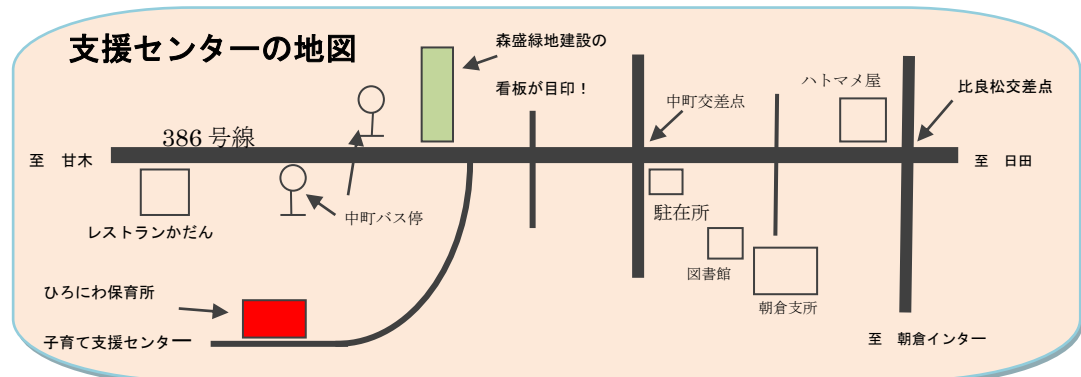 支援センターの地図
森盛緑地建設の
看板が目印！
ハトマメ屋
比良松交差点
中町交差点
386 号線
至　甘木
至　日田
レストランかだん
中町バス停
駐在所
図書館
朝倉支所
ひろにわ保育所
子育て支援センター
至　朝倉インター